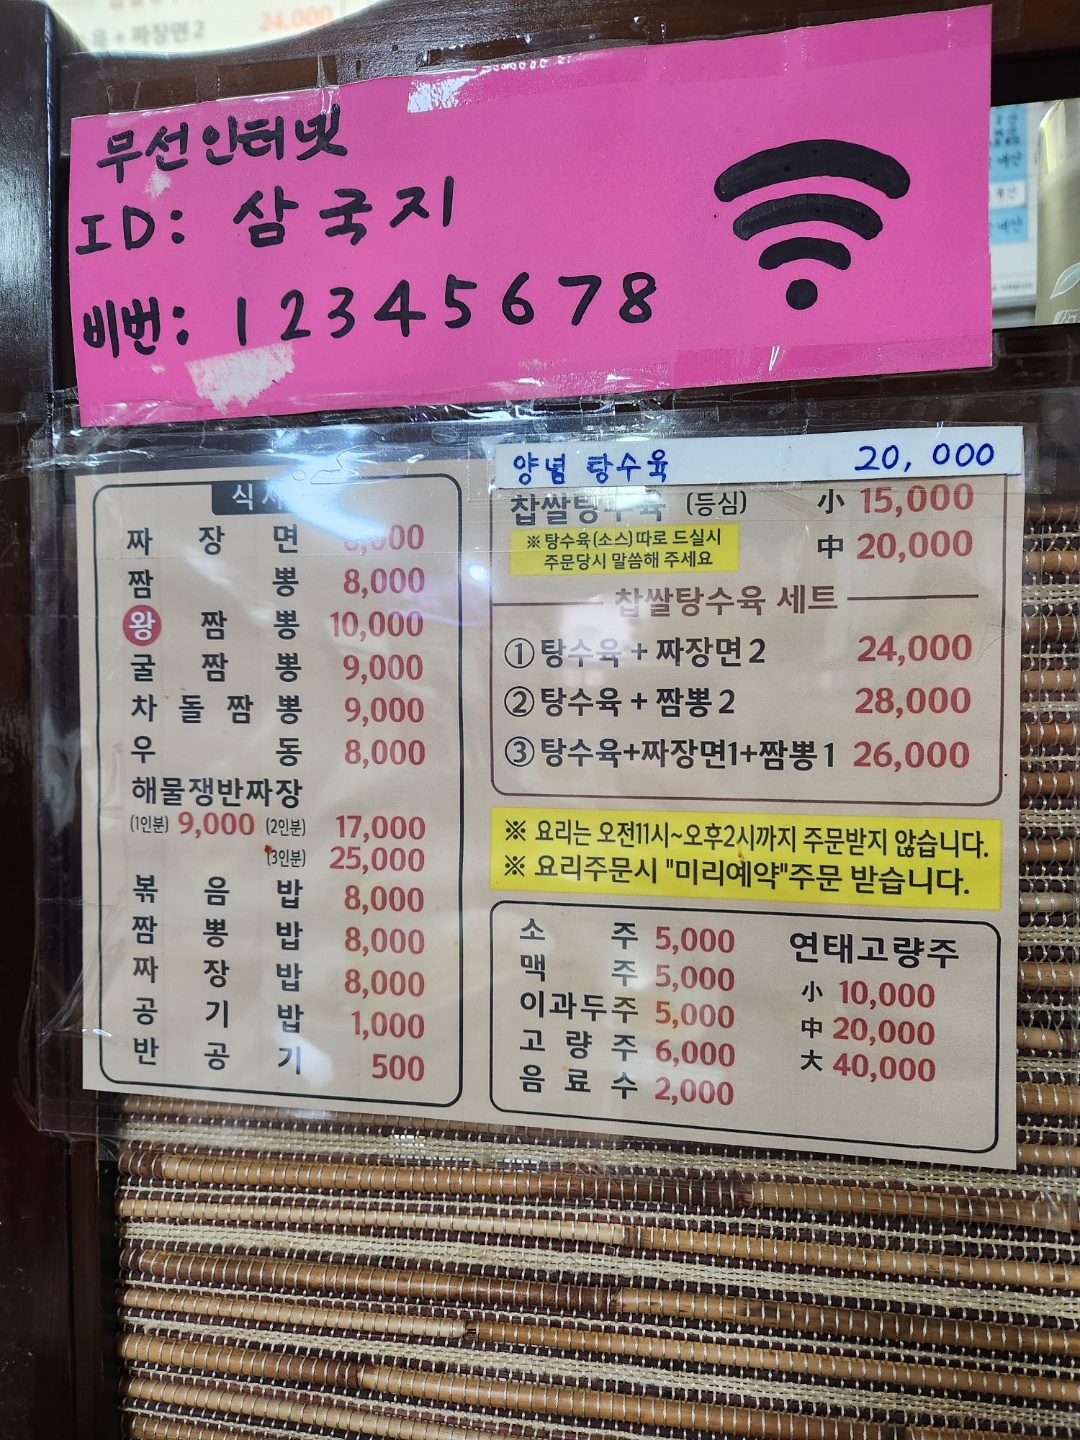 무선인터넷
ID: 삼국지
비번: 12345678
짜장면
짬뽕 8,000
왕짬뽕 10,000
굴짬뽕 9,000
차돌짬뽕 9,000
우동 8,000
해물쟁반짜장
(1인분) 9,000 (2인분) 17,000
(3인분) 25,000
볶음밥 8,000
짬뽕밥 8,000
짜장밥 8,000
공기밥 1,000
반공기 500
양념 탕수육 20,000
찹쌀탕수육 (등심) 小 15,000
※ 탕수육(소스)따로 드실시
주문당시 말씀해 주세요
中 20,000
찹쌀탕수육 세트
① 탕수육 + 짜장면 2 24,000
② 탕수육 + 짬뽕 2 28,000
③ 탕수육+짜장면1+짬뽕1 26,000
※ 요리는 오전11시~오후2시까지 주문받지 않습니다.
※ 요리주문시 "미리예약"주문 받습니다.
소주 5,000
맥주 5,000
이과두주 5,000
고량주 6,000
음료수 2,000
연태고량주
小 10,000
中 20,000
大 40,000